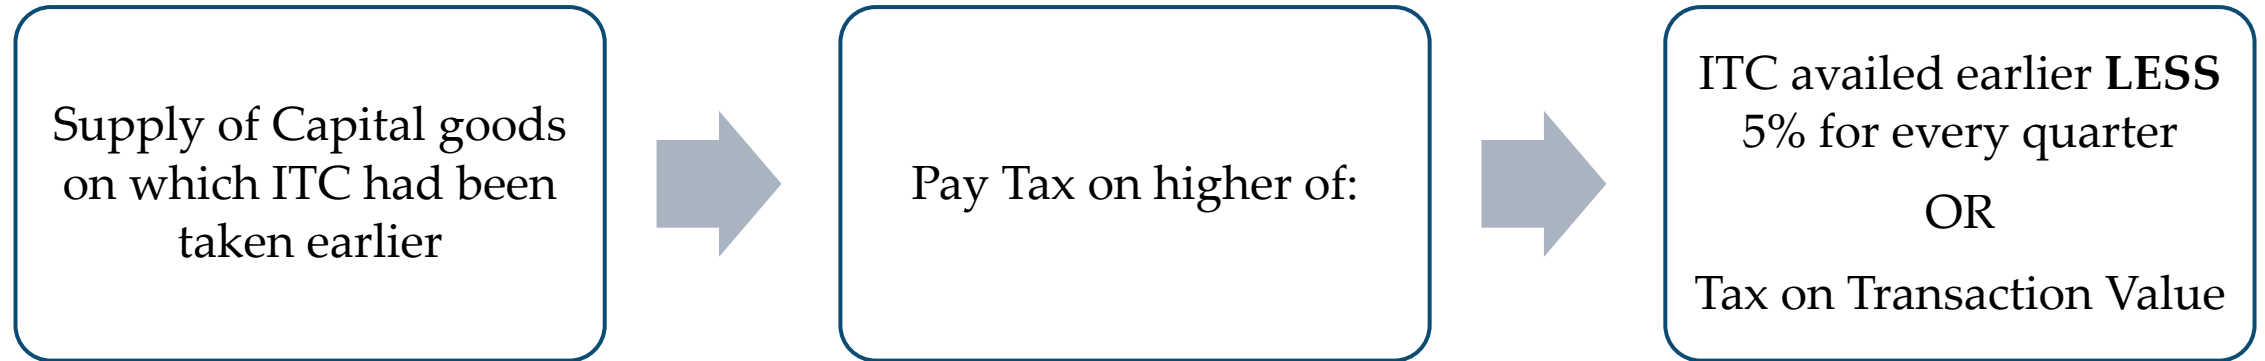 Supply of Capital goods
on which ITC had been
taken earlier
Pay Tax on higher of:
ITC availed earlier LESS
5% for every quarter
OR
Tax on Transaction Value